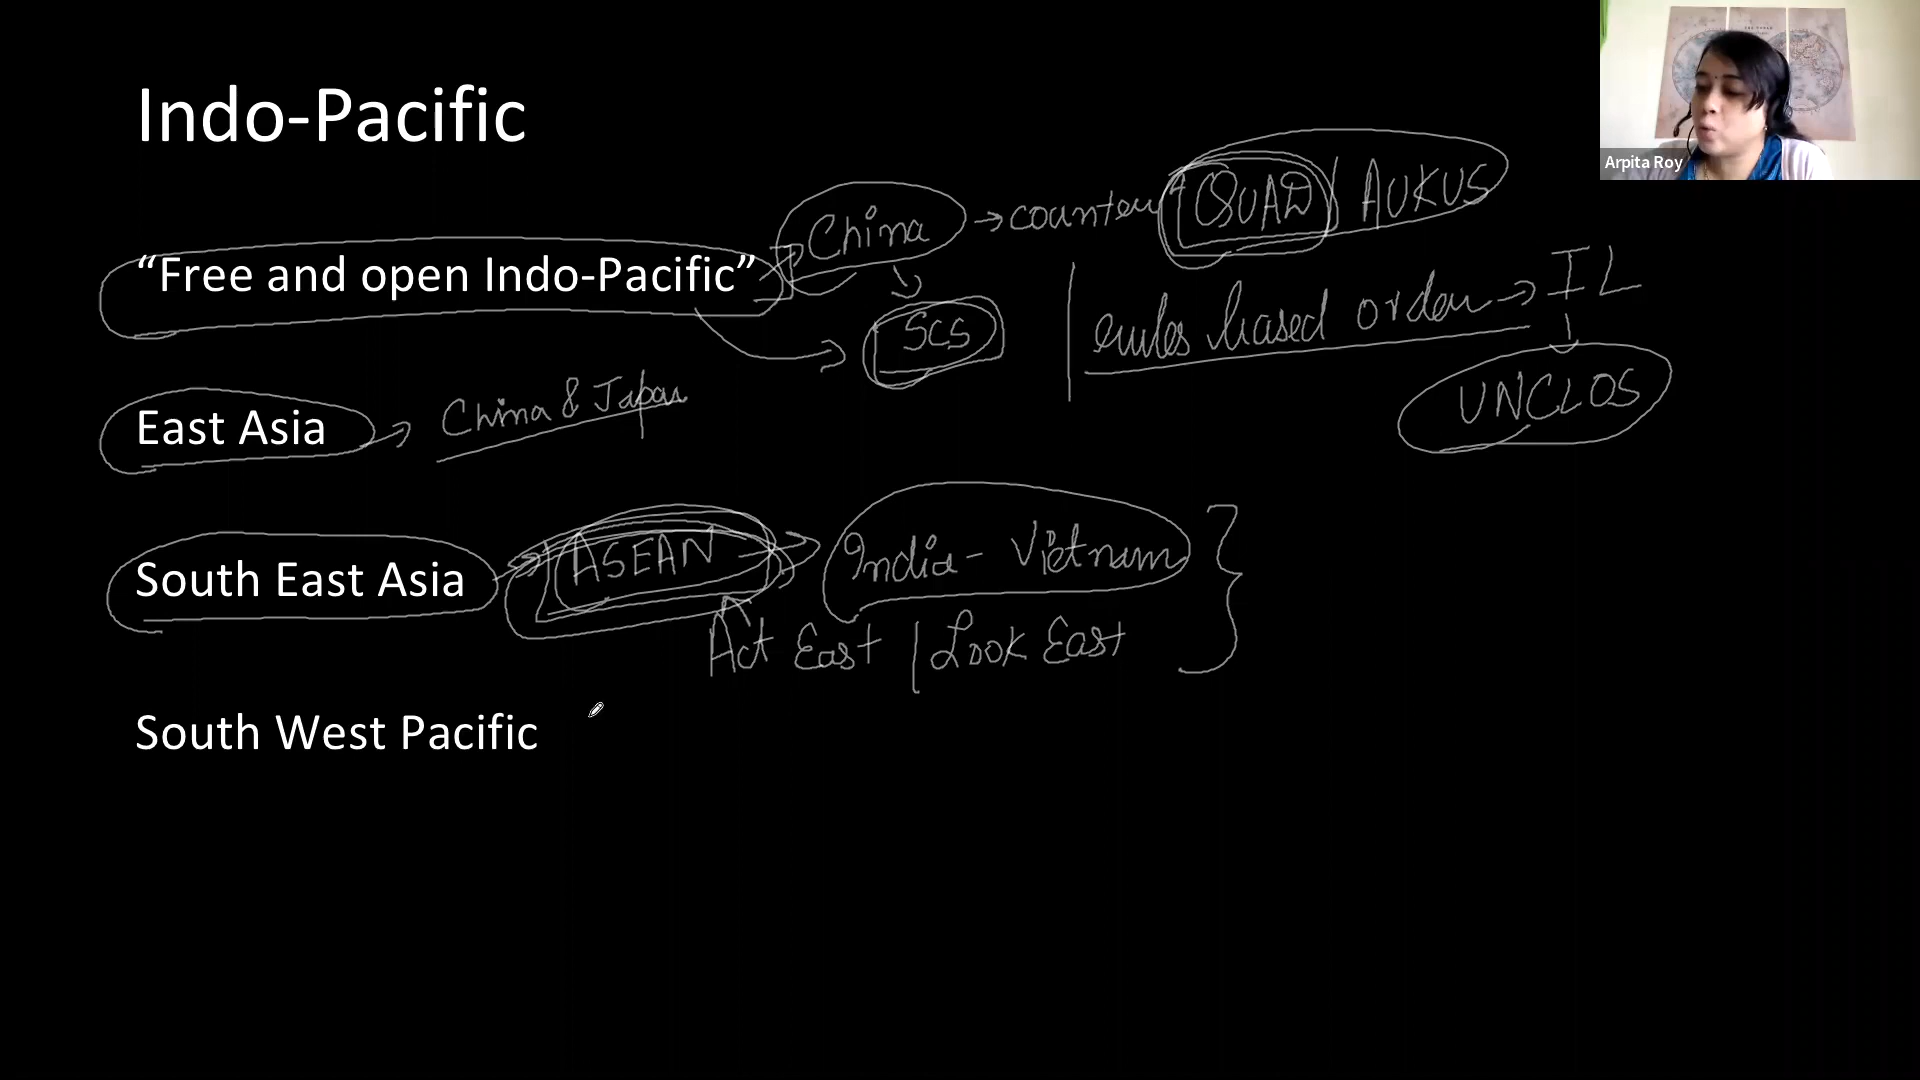 Indo-Pacific
Arpita Roy
China → counter QUAD | AUKUS
"Free and open Indo-Pacific"
SCS
rules based order → IL
UNCLOS
East Asia → China & Japan
South East Asia → ASEAN → India - Vietnam
Act East | Look East
South West Pacific